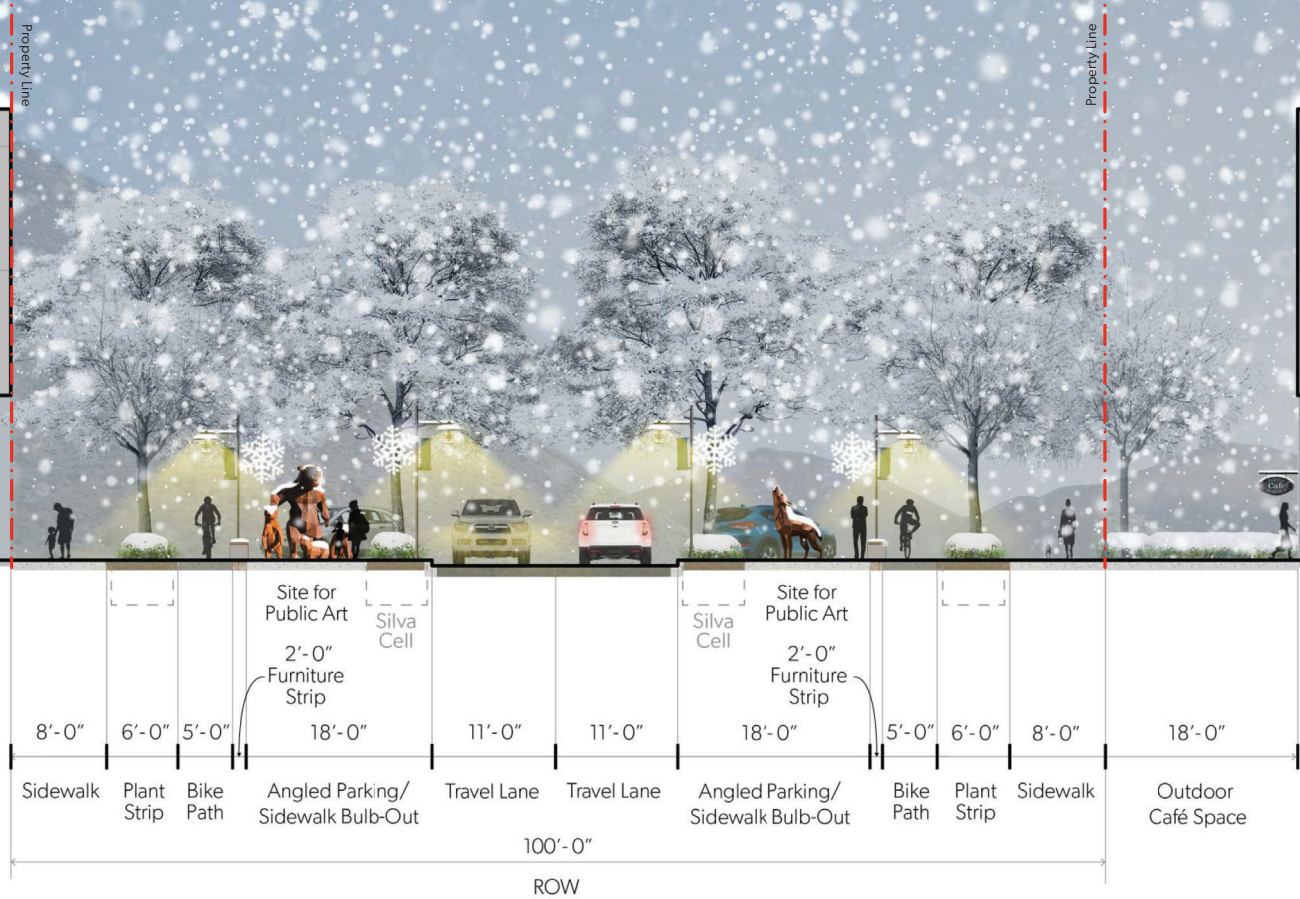 Property Line
Property Line
Café
Site for
Public Art
Silva
Cell
2’-0”
Furniture
Strip
Silva
Cell
Site for
Public Art
2’-0”
Furniture
Strip
8’-0”
6’-0”
5’-0”
18’-0”
11’-0”
11’-0”
18’-0”
5’-0”
6’-0”
8’-0”
18’-0”
Sidewalk
Plant
Strip
Bike
Path
Angled Parking/
Sidewalk Bulb-Out
Travel Lane
Travel Lane
Angled Parking/
Sidewalk Bulb-Out
Bike
Path
Plant
Strip
Sidewalk
Outdoor
Café Space
100’-0”
ROW